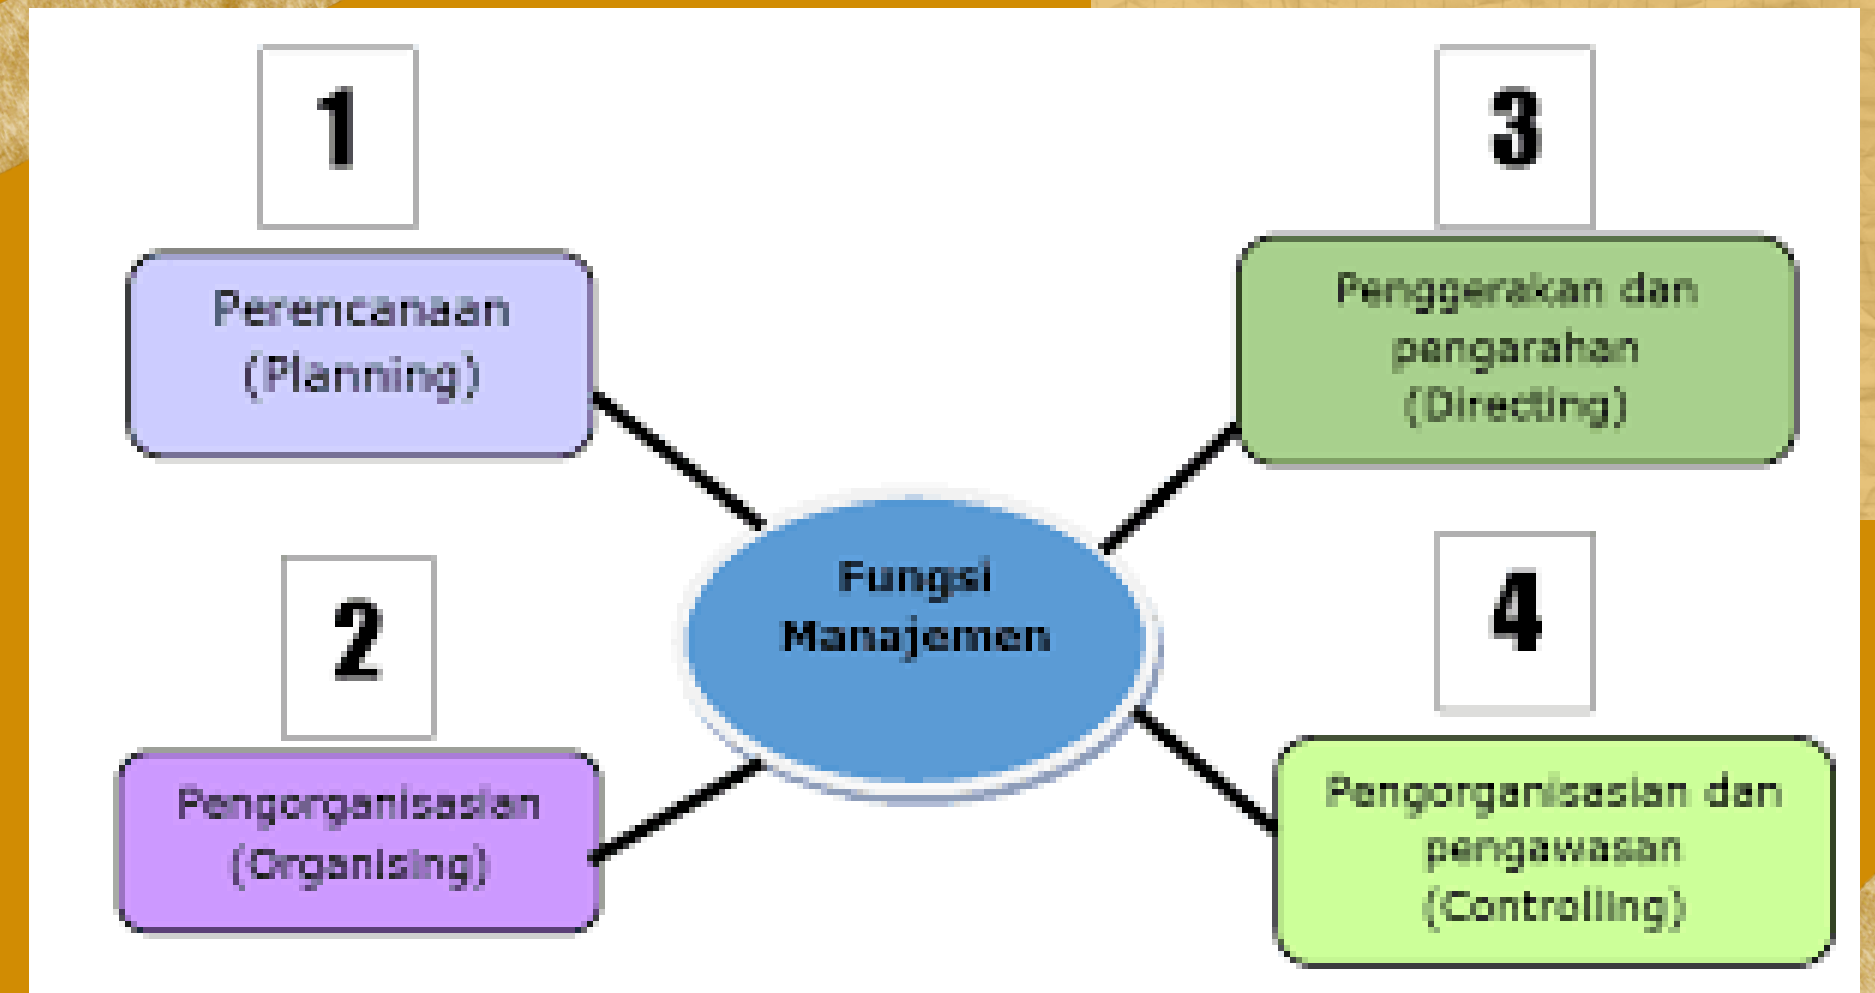 1
Perencanaan
(Planning)
2
Pengorganisasian
(Organising)
Fungsi
Manajemen
3
Penggerakan dan
pengarahan
(Directing)
4
Pengorganisasian dan
pengawasan
(Controlling)